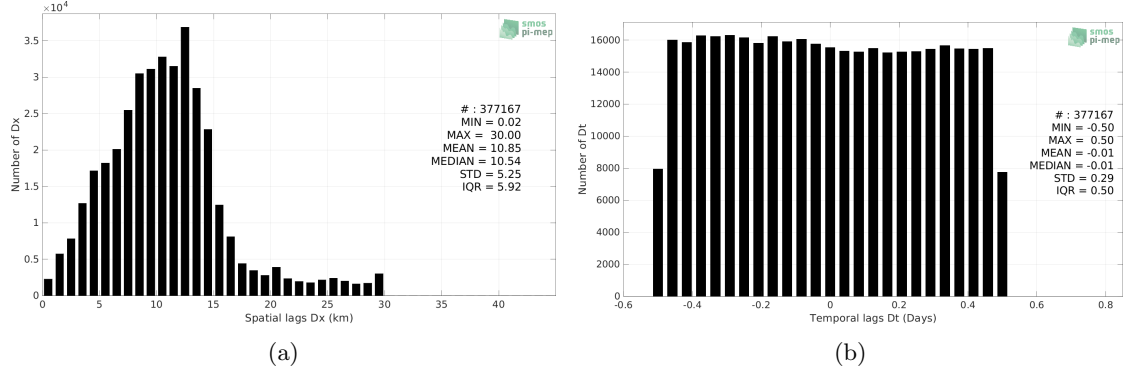 ×10⁴
3.5
3
2.5
2
1.5
1
0.5
0
0
5
10
15
20
25
30
35
40
Number of Dx
Spatial lags Dx (km)
smos
pi-mep
# : 377167
MIN = 0.02
MAX = 30.00
MEAN = 10.85
MEDIAN = 10.54
STD = 5.25
IQR = 5.92
(a)
16000
14000
12000
10000
8000
6000
4000
2000
0
-0.6
-0.4
-0.2
0
0.2
0.4
0.6
0.8
Number of Dt
Temporal lags Dt (Days)
smos
pi-mep
# : 377167
MIN = -0.50
MAX = 0.50
MEAN = -0.01
MEDIAN = -0.01
STD = 0.29
IQR = 0.50
(b)